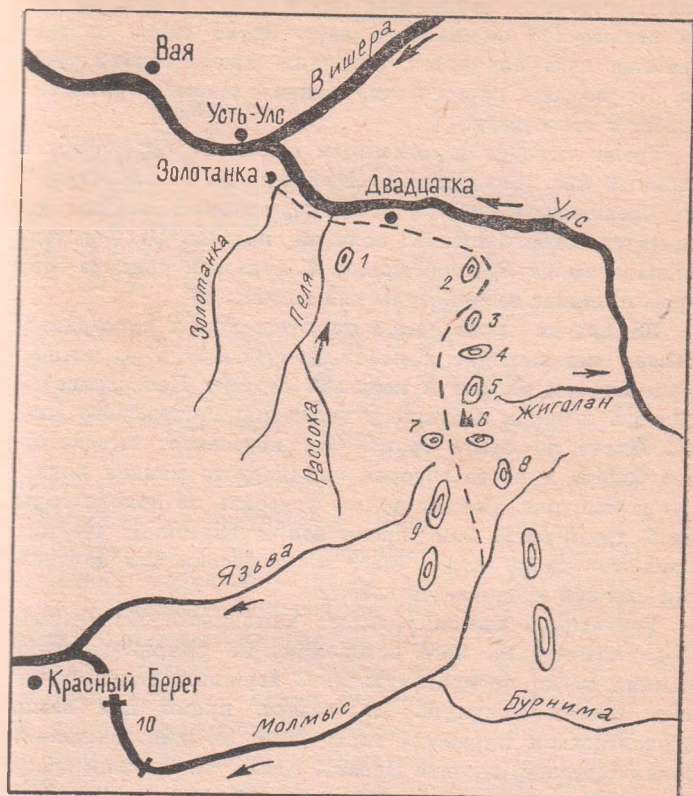 Вая
Вишера
Усть-Улс
Золотанка
Двадцатка
Улс
Золотанка
Пеля
1
2
3
4
5
Жиголан
6
7
8
Рассоха
9
Язьва
Красный Берег
10
Молмыс
Бурнима